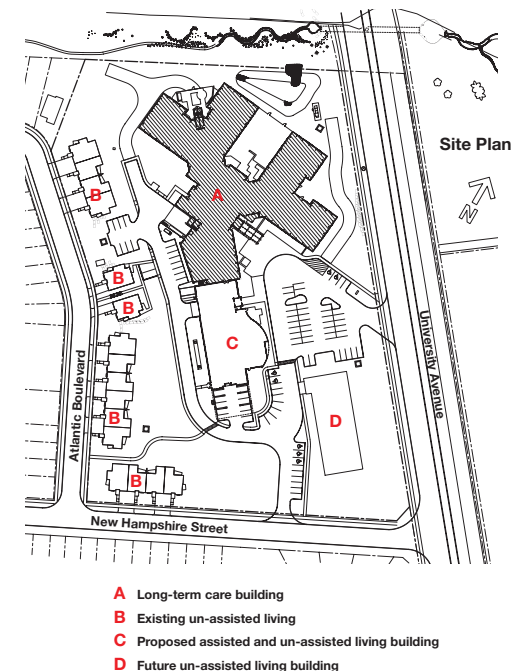 Site Plan
N
B
A
B
B
C
University Avenue
Atlantic Boulevard
B
D
B
New Hampshire Street
A Long-term care building
B Existing un-assisted living
C Proposed assisted and un-assisted living building
D Future un-assisted living building